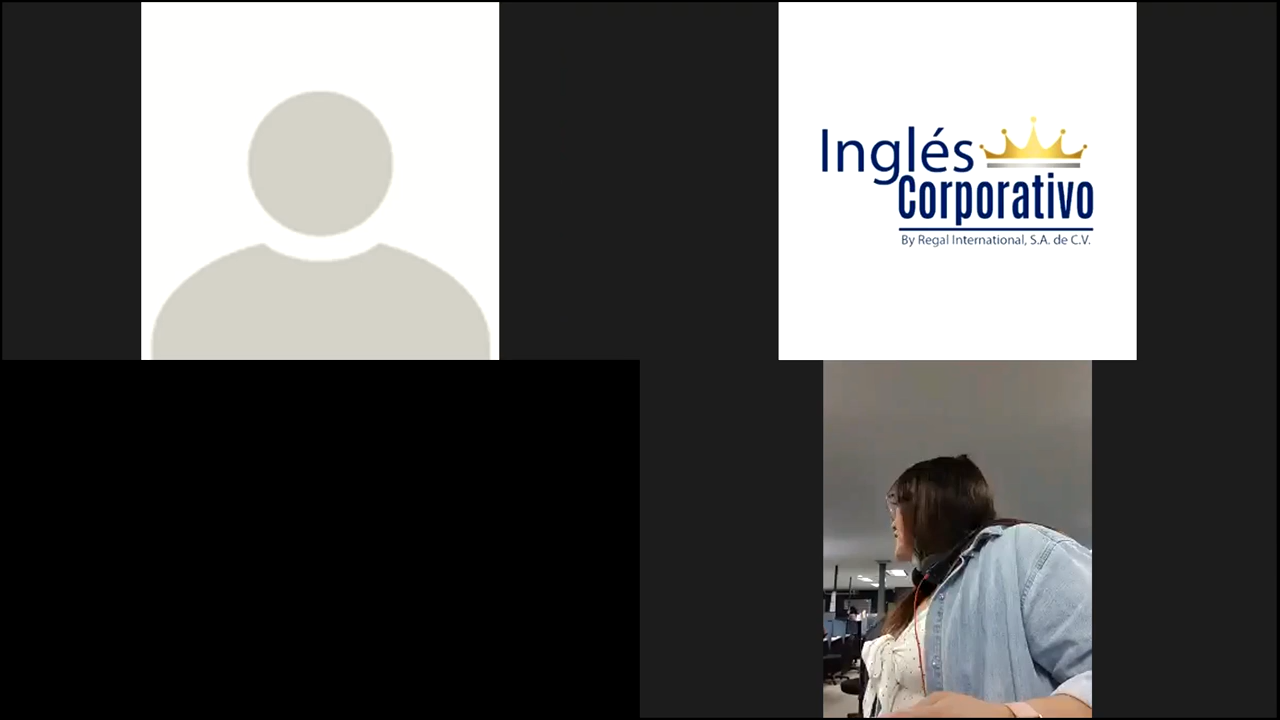 Inglés
Corporativo
By Regal International, S.A. de C.V.